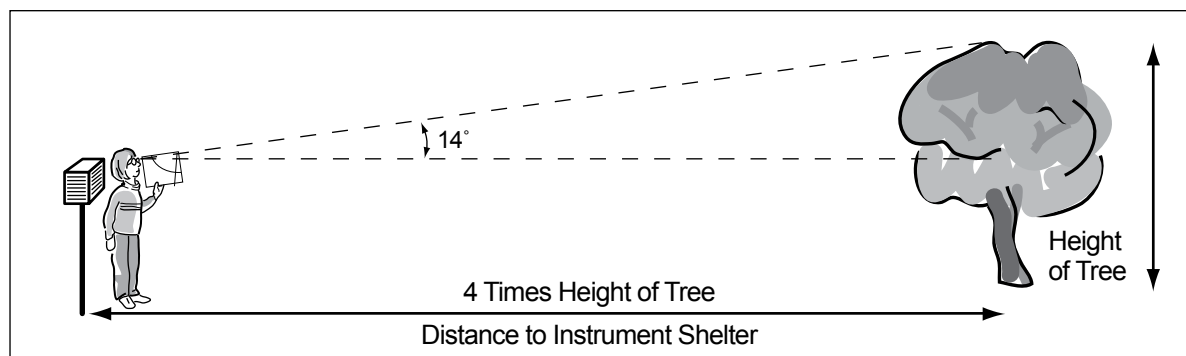 14°
Height
of Tree
4 Times Height of Tree
Distance to Instrument Shelter